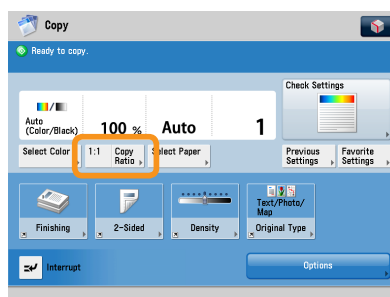 Copy
Ready to copy.
Check Settings
Auto
(Color/Black)
100 %
Auto
1
Select Color
1:1
Copy
Ratio
Select Paper
Previous
Settings
Favorite
Settings
Finishing
2-Sided
Density
Text/Photo/
Map
Original Type
Interrupt
Options